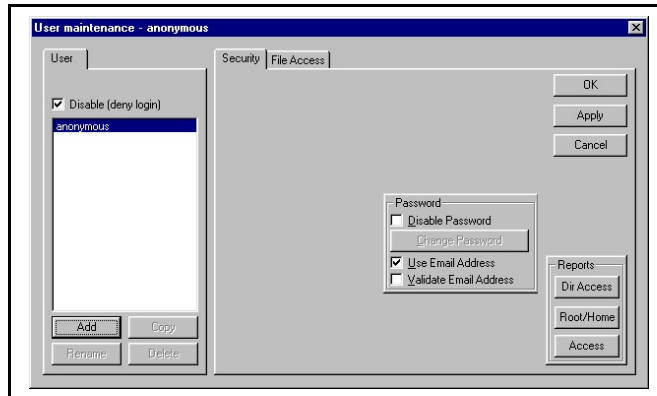 User maintenance - anonymous
User
Security
File Access
Disable (deny login)
anonymous
OK
Apply
Cancel
Password
Disable Password
Change Password
Use Email Address
Validate Email Address
Reports
Dir Access
Root/Home
Access
Add
Copy
Rename
Delete